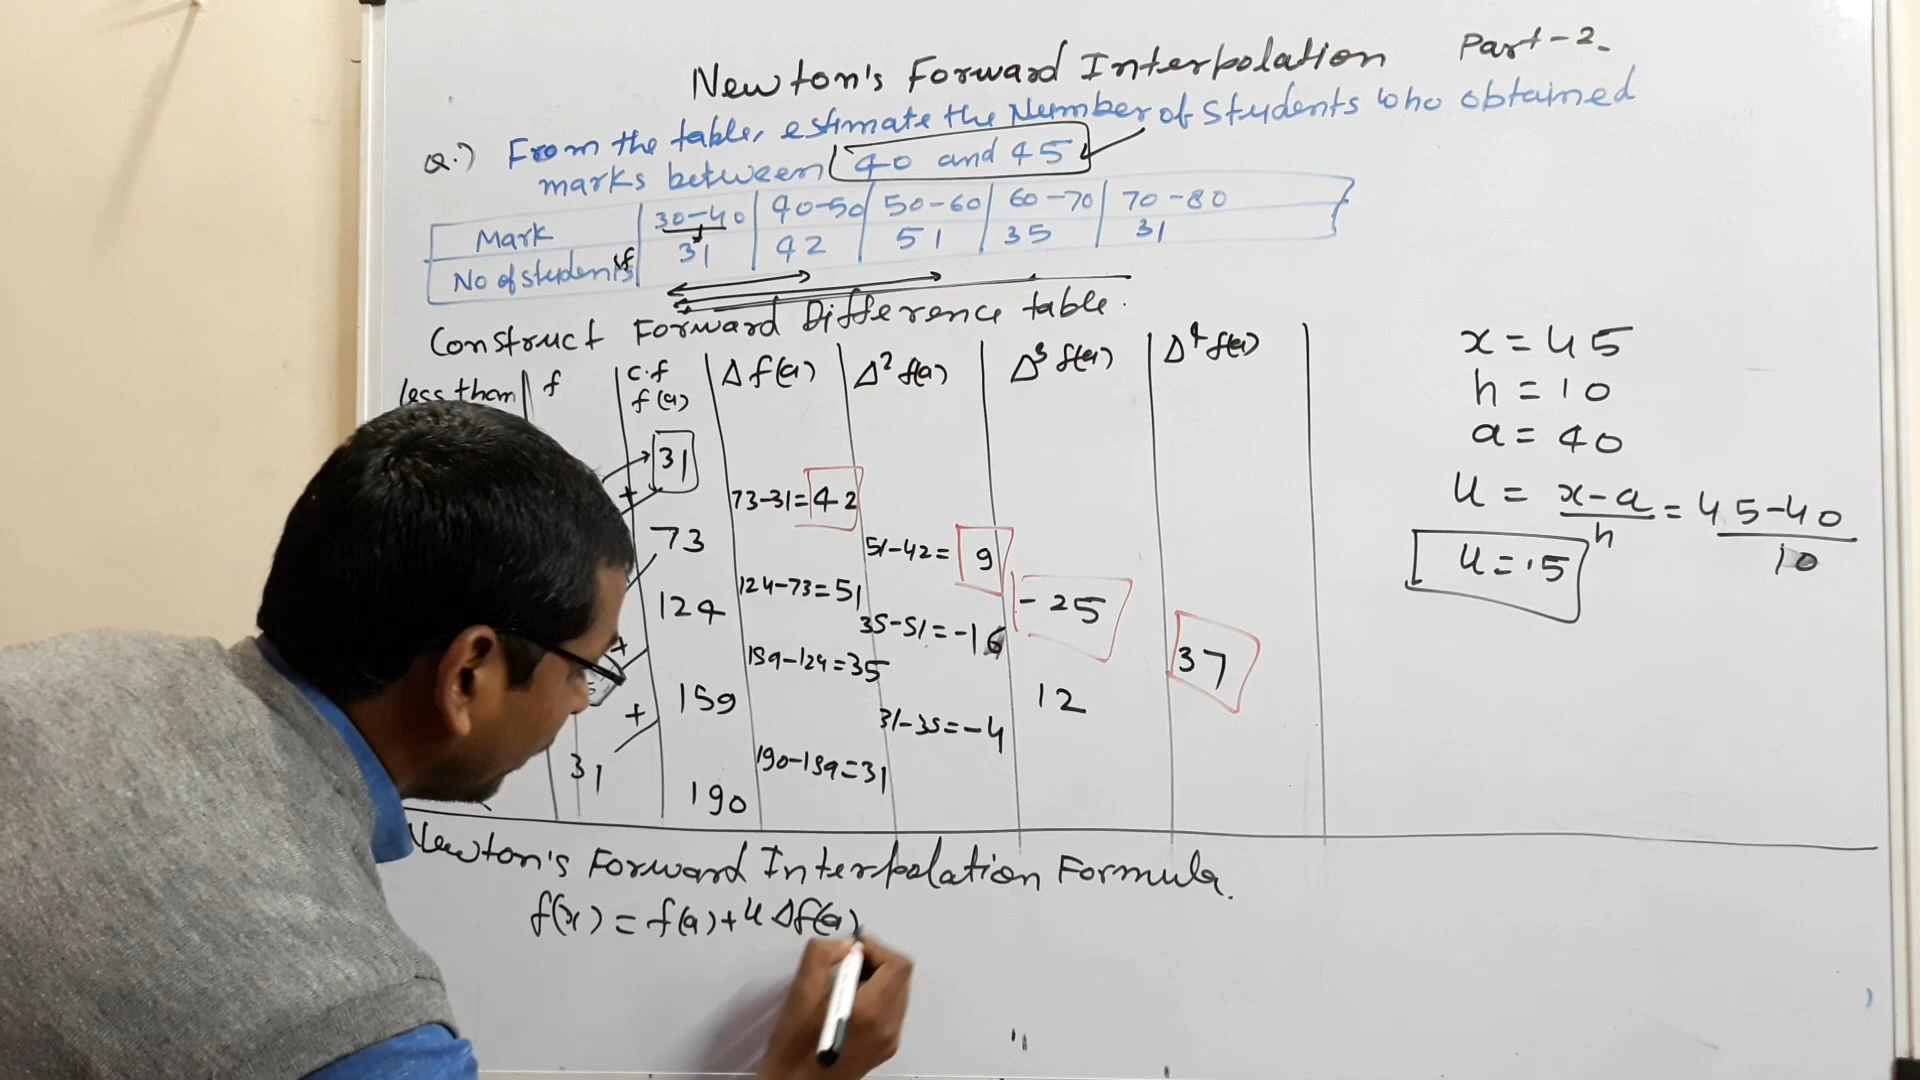 Newton's Forward Interpolation Part-2.
Q.) From the table, estimate the Number of students who obtained
marks between 40 and 45
Mark 30-40 40-50 50-60 60-70 70-80
No of students f 31 42 51 35 31
Construct Forward Difference table.
less than f c.f f(a) Δf(a) Δ²f(a) Δ³f(a) Δ⁴f(a)
31
+
73-31=42
73
51-42= 9
124-73=51
-25
124
35-51=-16
37
+
159-124=35
159
12
+
31-35=-4
31
190-159=31
190
x=45
h=10
a=40
u = x-a/h = 45-40/10
u=.5
Newton's Forward Interpolation Formula.
f(x) = f(a)+u Δf(a)